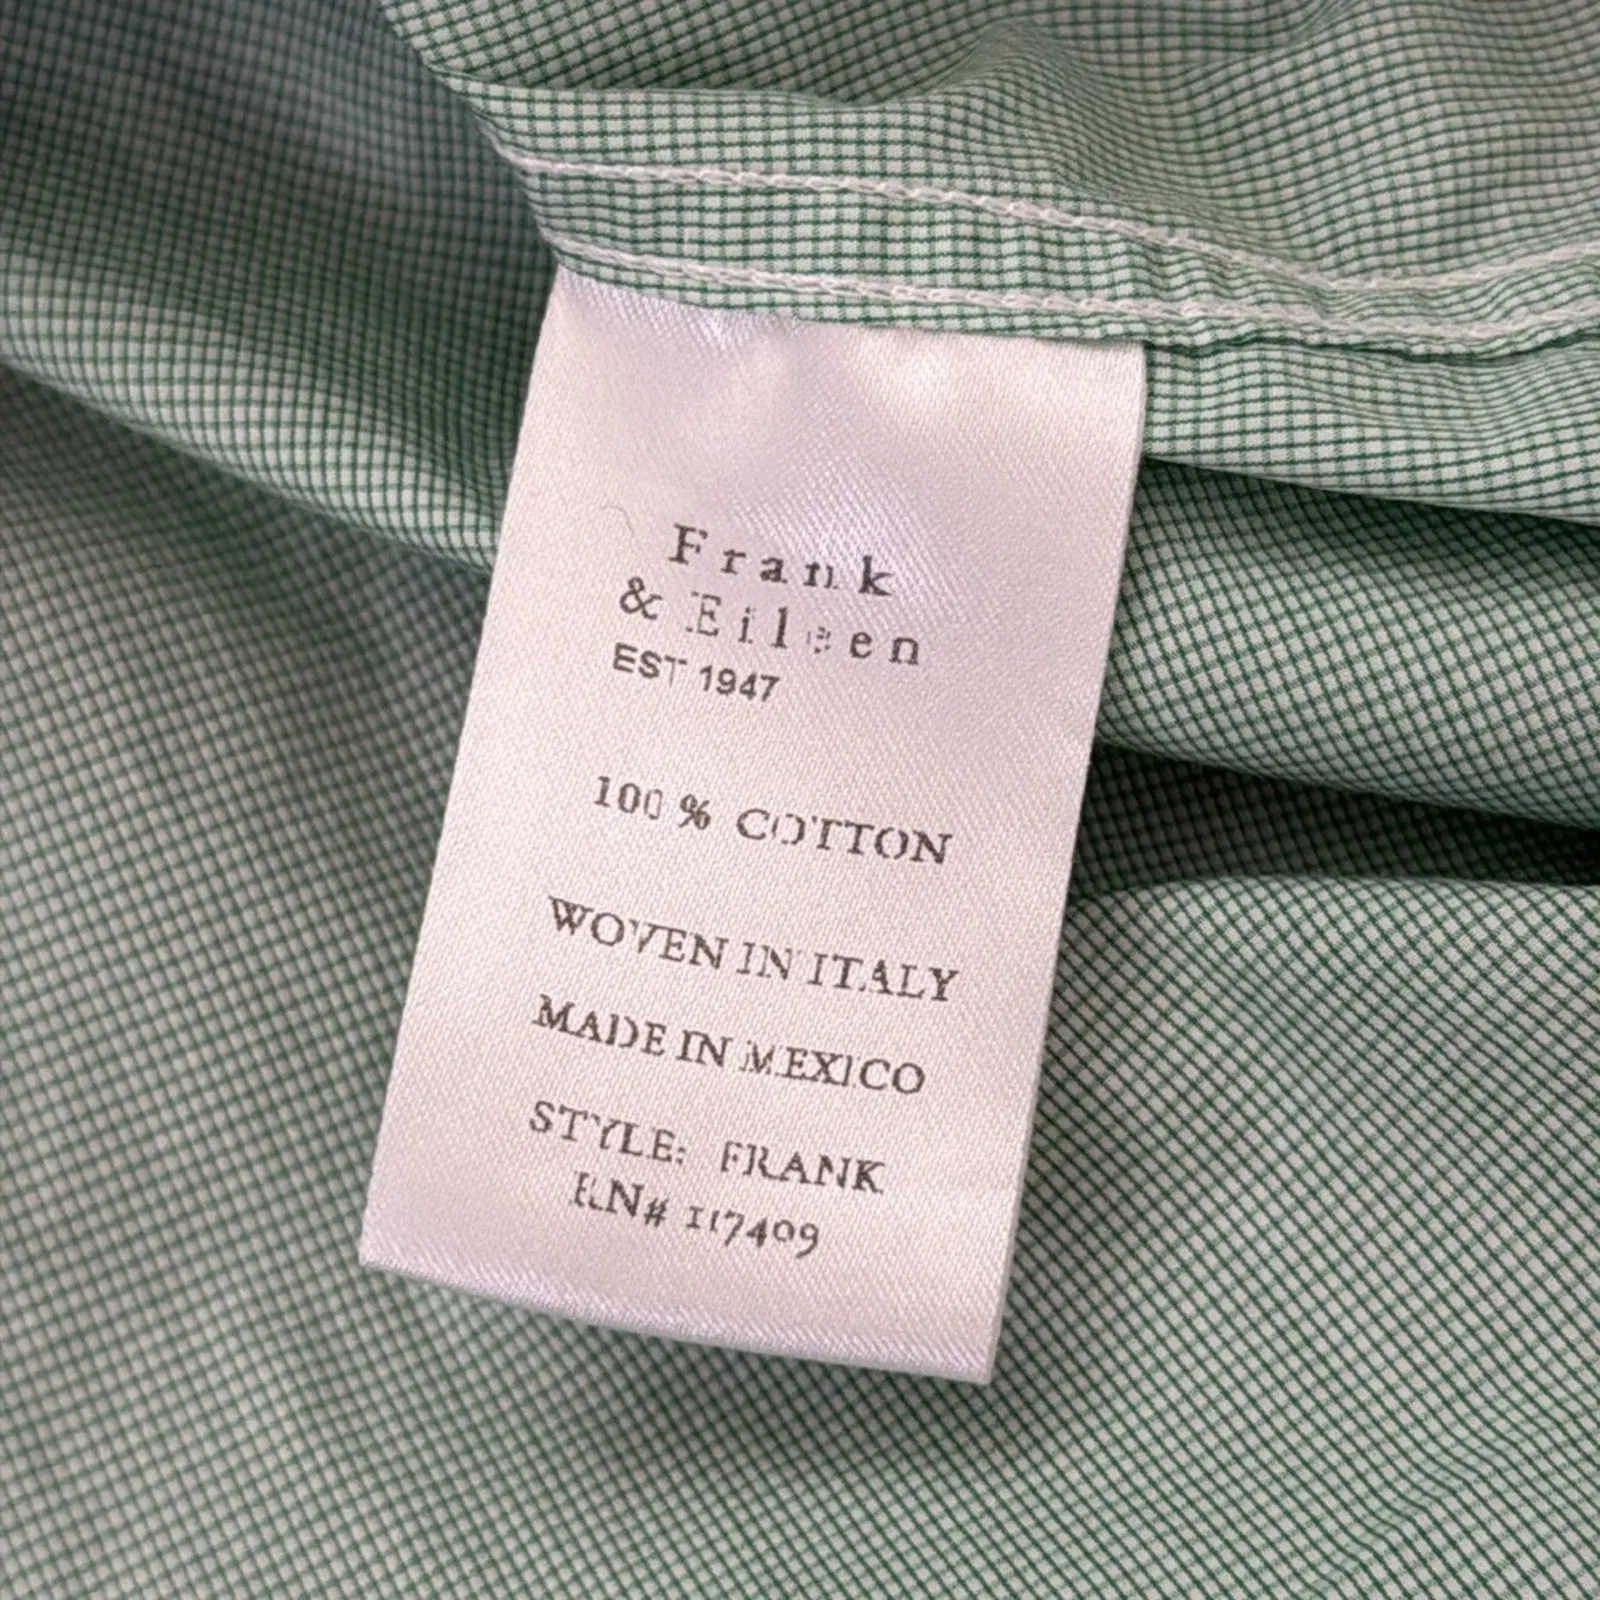 Frank
& Eileen
EST 1947
100 % COTTON
WOVEN IN ITALY
MADE IN MEXICO
STYLE: FRANK
RN# 117409